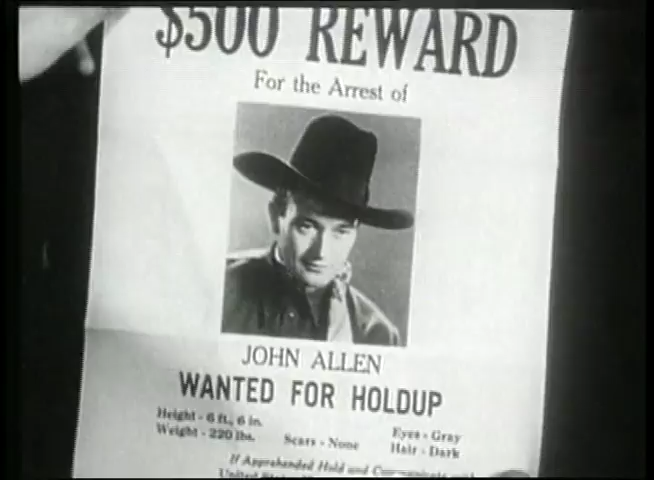 $500 REWARD
For the Arrest of
JOHN ALLEN
WANTED FOR HOLDUP
Height - 6 ft., 6 in.
Weight - 220 lbs.
Scars - None
Eyes - Gray
Hair - Dark
If Apprehended Hold and
United